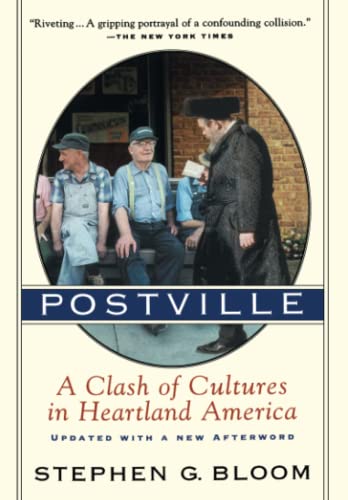 “Riveting ... A gripping portrayal of a confounding collision.”
—THE NEW YORK TIMES
POSTVILLE
A Clash of Cultures
in Heartland America
UPDATED WITH A NEW AFTERWORD
STEPHEN G. BLOOM